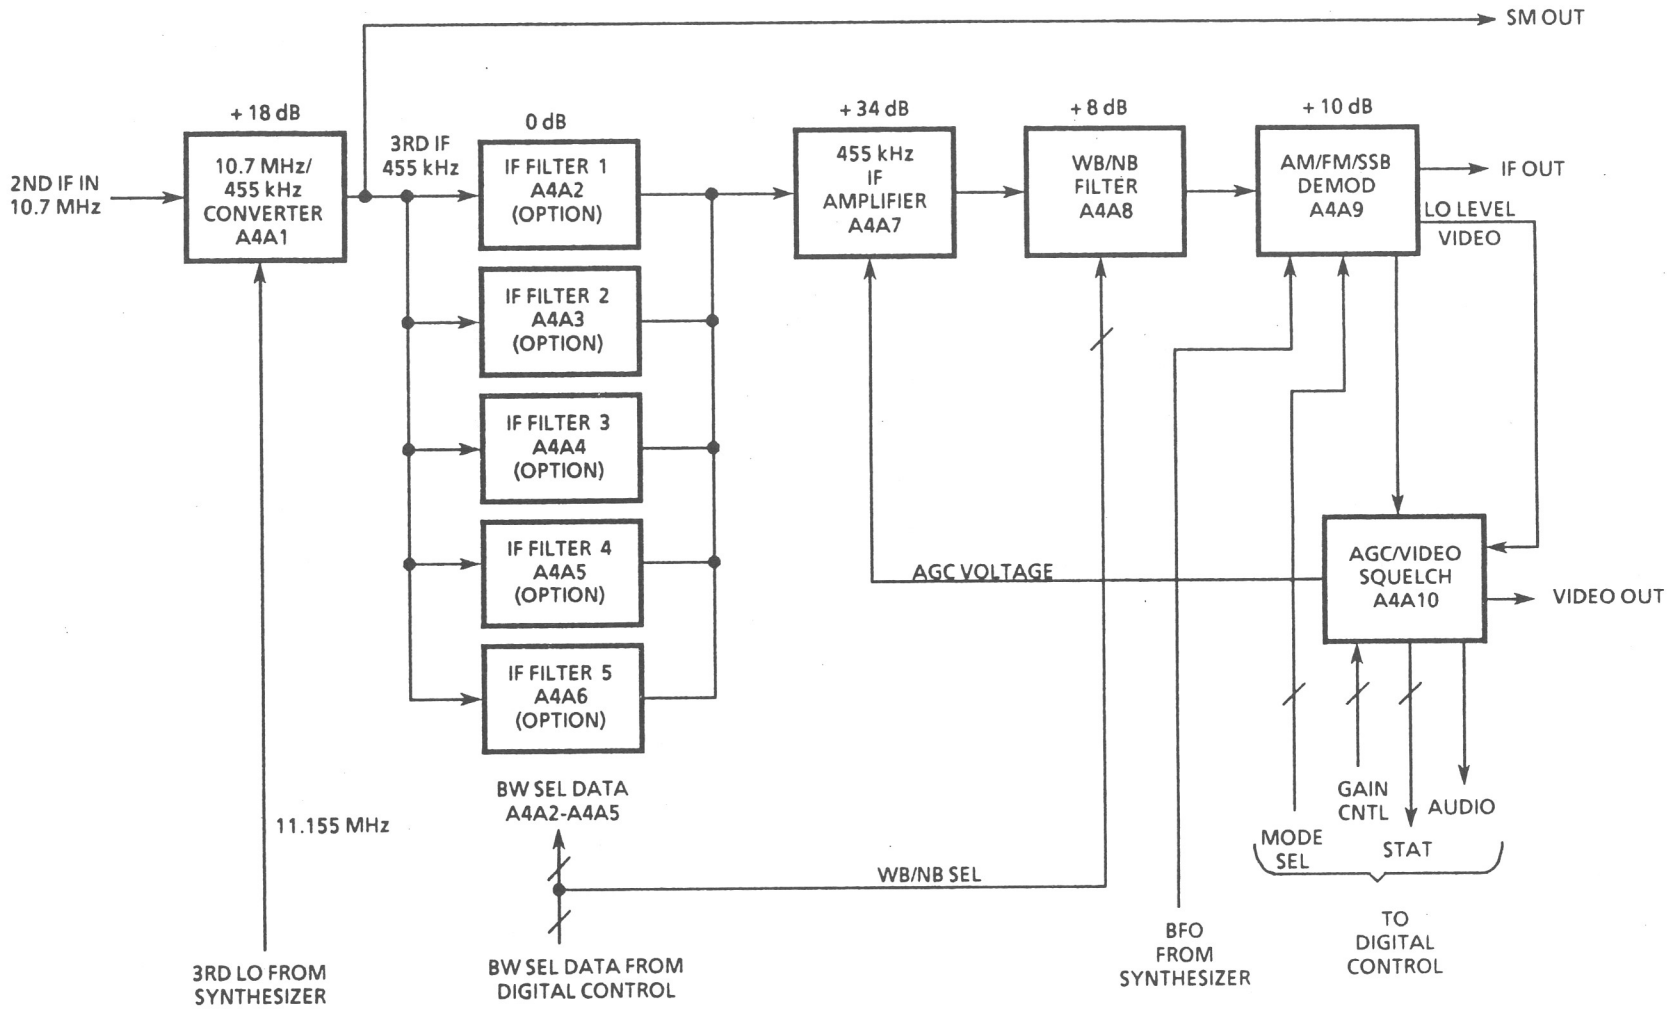 SM OUT
+ 18 dB
10.7 MHz/
455 kHz
CONVERTER
A4A1
2ND IF IN
10.7 MHz
3RD IF
455 kHz
0 dB
IF FILTER 1
A4A2
(OPTION)
IF FILTER 2
A4A3
(OPTION)
IF FILTER 3
A4A4
(OPTION)
IF FILTER 4
A4A5
(OPTION)
IF FILTER 5
A4A6
(OPTION)
BW SEL DATA
A4A2-A4A5
+ 34 dB
455 kHz
IF
AMPLIFIER
A4A7
+ 8 dB
WB/NB
FILTER
A4A8
+ 10 dB
AM/FM/SSB
DEMOD
A4A9
IF OUT
LO LEVEL
VIDEO
AGC/VIDEO
SQUELCH
A4A10
VIDEO OUT
AGC VOLTAGE
11.155 MHz
WB/NB SEL
GAIN
CNTL
AUDIO
MODE
SEL
STAT
TO
DIGITAL
CONTROL
BFO
FROM
SYNTHESIZER
3RD LO FROM
SYNTHESIZER
BW SEL DATA FROM
DIGITAL CONTROL